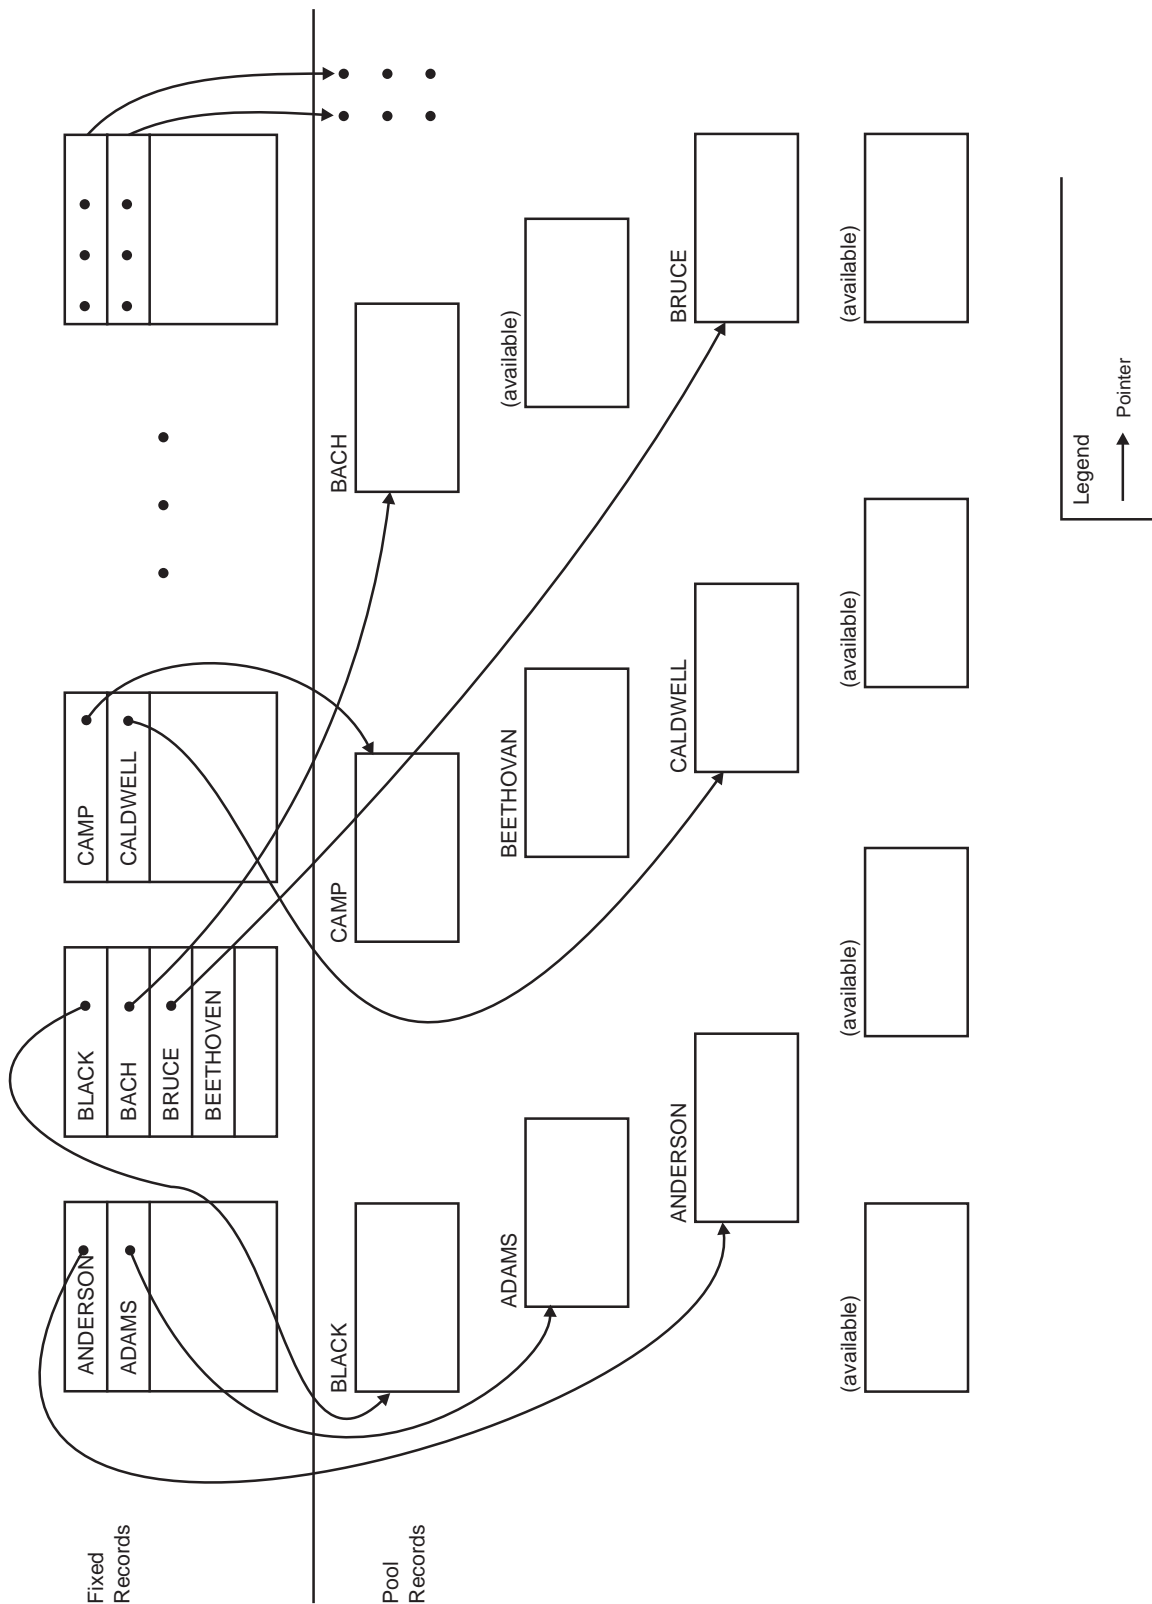 Fixed
Records
ANDERSON
ADAMS
BLACK
BACH
BRUCE
BEETHOVEN
CAMP
CALDWELL
Pool
Records
BLACK
CAMP
BACH
ADAMS
BEETHOVAN
(available)
ANDERSON
CALDWELL
BRUCE
(available)
(available)
(available)
(available)
Legend
Pointer